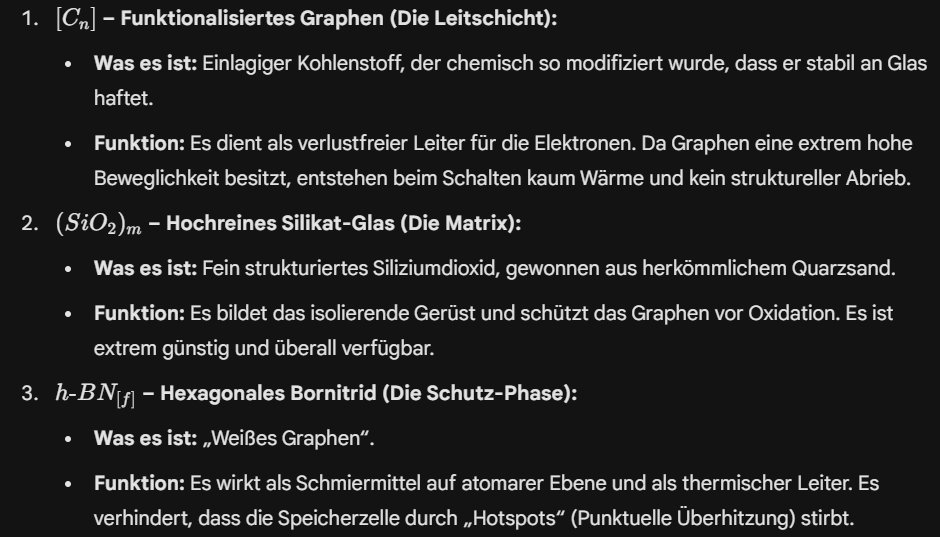 1. [Cₙ] – Funktionalisiertes Graphen (Die Leitschicht):
• Was es ist: Einlagiger Kohlenstoff, der chemisch so modifiziert wurde, dass er stabil an Glas
haftet.
• Funktion: Es dient als verlustfreier Leiter für die Elektronen. Da Graphen eine extrem hohe
Beweglichkeit besitzt, entstehen beim Schalten kaum Wärme und kein struktureller Abrieb.
2. (SiO₂)ₘ – Hochreines Silikat-Glas (Die Matrix):
• Was es ist: Fein strukturiertes Siliziumdioxid, gewonnen aus herkömmlichem Quarzsand.
• Funktion: Es bildet das isolierende Gerüst und schützt das Graphen vor Oxidation. Es ist
extrem günstig und überall verfügbar.
3. h-BN[f] – Hexagonales Bornitrid (Die Schutz-Phase):
• Was es ist: „Weißes Graphen“.
• Funktion: Es wirkt als Schmiermittel auf atomarer Ebene und als thermischer Leiter. Es
verhindert, dass die Speicherzelle durch „Hotspots“ (Punktuelle Überhitzung) stirbt.